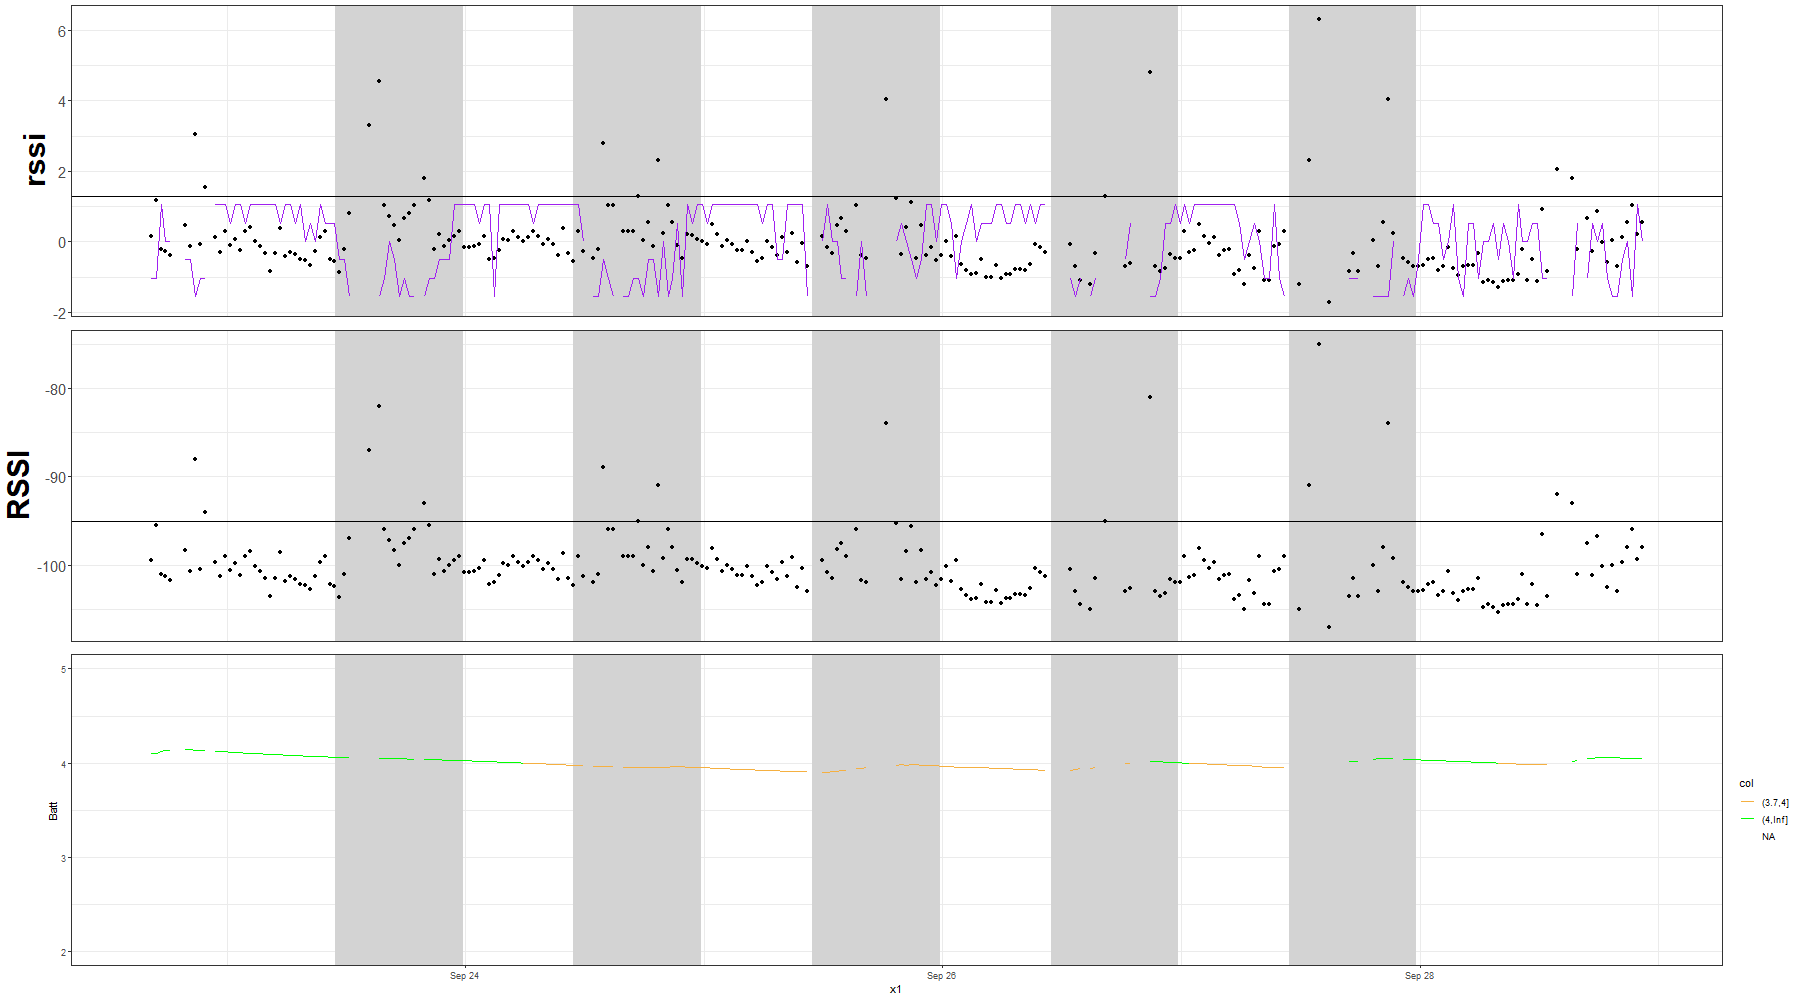 rssi
6
4
2
0
-2
RSSI
-80
-90
-100
Batt
5
4
3
2
Sep 24
Sep 26
Sep 28
x1
col
(3.7,4]
(4,Inf]
NA